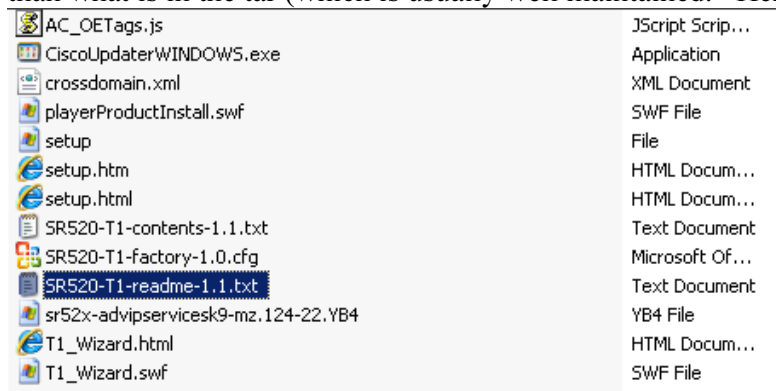 AC_OETags.js JScript Scrip...
CiscoUpdaterWINDOWS.exe Application
crossdomain.xml XML Document
playerProductInstall.swf SWF File
setup File
setup.htm HTML Docum...
setup.html HTML Docum...
SR520-T1-contents-1.1.txt Text Document
SR520-T1-factory-1.0.cfg Microsoft Of...
SR520-T1-readme-1.1.txt Text Document
sr52x-advipservicesk9-mz.124-22.YB4 YB4 File
T1_Wizard.html HTML Docum...
T1_Wizard.swf SWF File